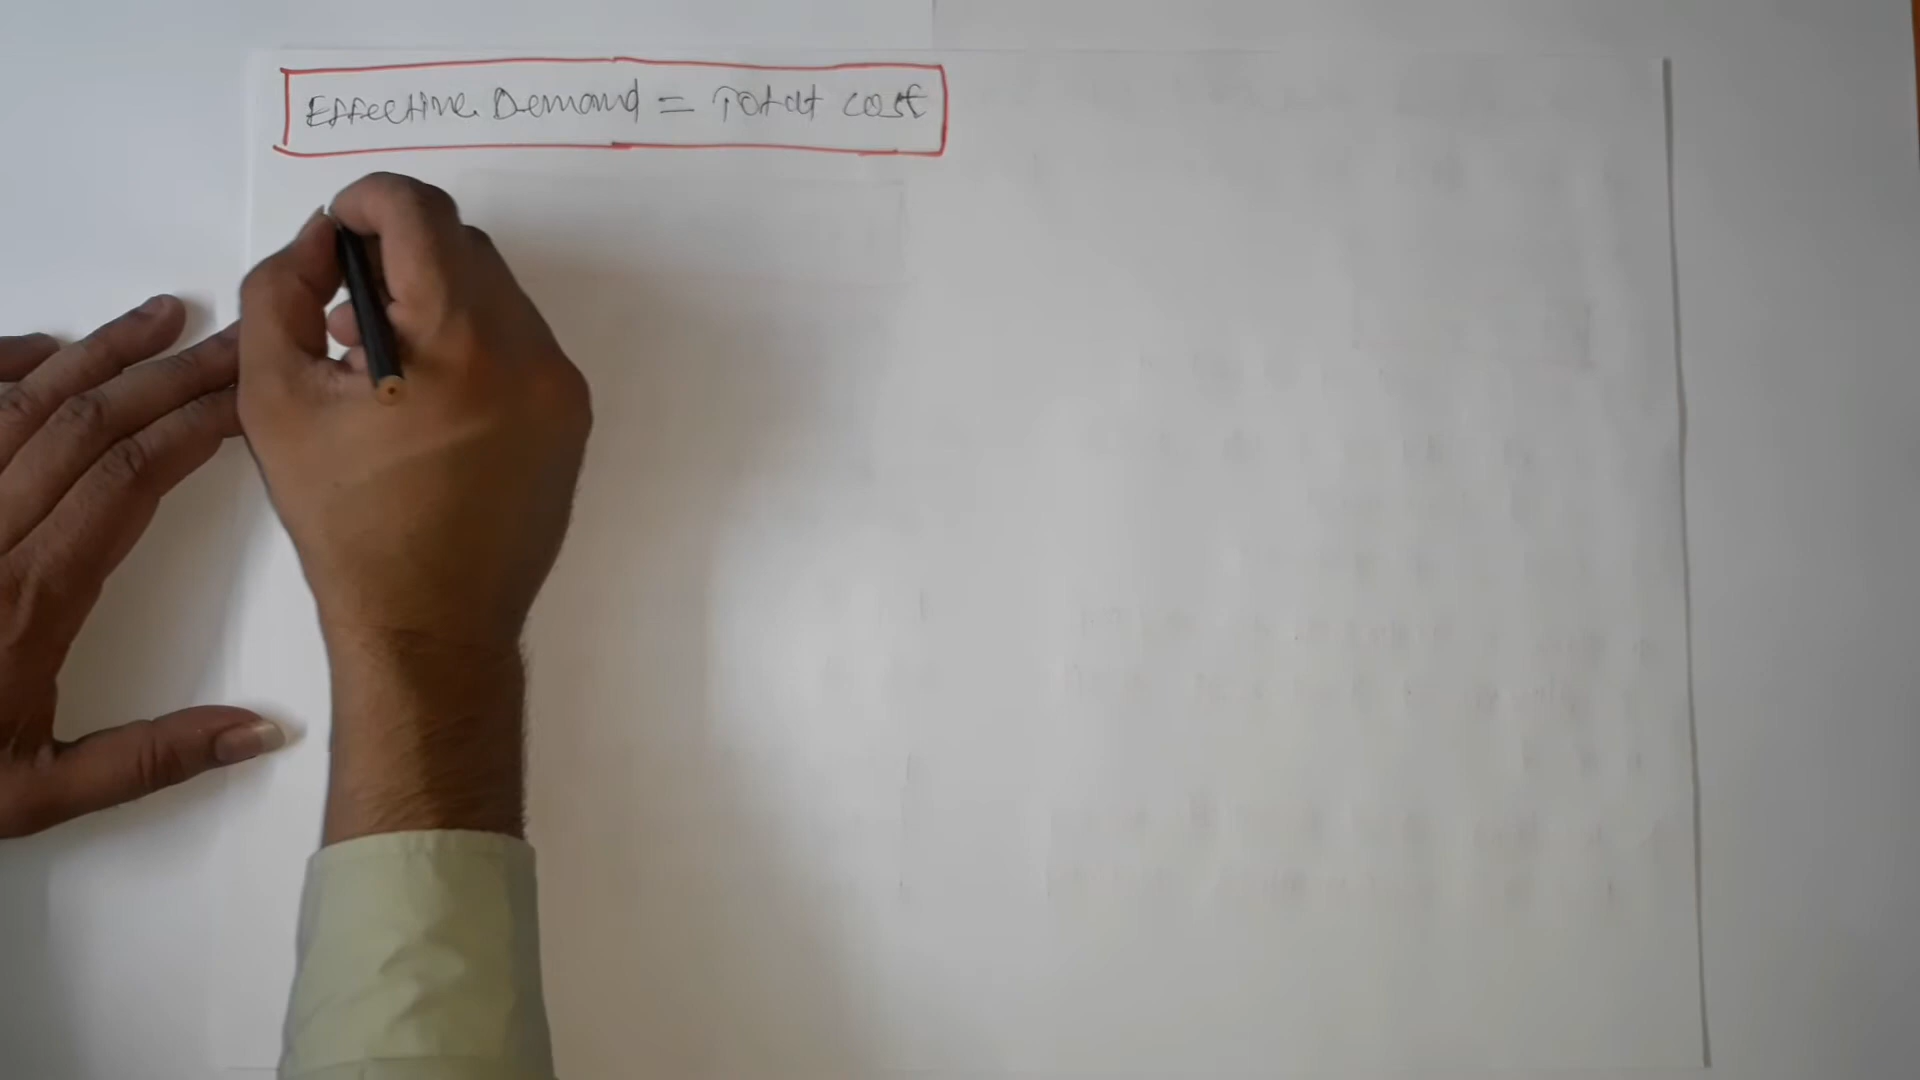 Effective Demand = Total cost